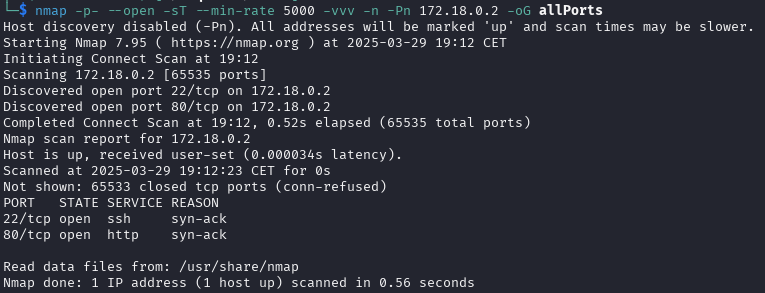 └─$ nmap -p- --open -sT --min-rate 5000 -vvv -n -Pn 172.18.0.2 -oG allPorts
Host discovery disabled (-Pn). All addresses will be marked 'up' and scan times may be slower.
Starting Nmap 7.95 ( https://nmap.org ) at 2025-03-29 19:12 CET
Initiating Connect Scan at 19:12
Scanning 172.18.0.2 [65535 ports]
Discovered open port 22/tcp on 172.18.0.2
Discovered open port 80/tcp on 172.18.0.2
Completed Connect Scan at 19:12, 0.52s elapsed (65535 total ports)
Nmap scan report for 172.18.0.2
Host is up, received user-set (0.000034s latency).
Scanned at 2025-03-29 19:12:23 CET for 0s
Not shown: 65533 closed tcp ports (conn-refused)
PORT   STATE SERVICE REASON
22/tcp open  ssh     syn-ack
80/tcp open  http    syn-ack
Read data files from: /usr/share/nmap
Nmap done: 1 IP address (1 host up) scanned in 0.56 seconds